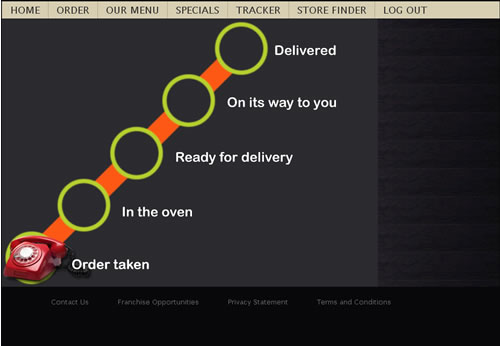 HOME ORDER OUR MENU SPECIALS TRACKER STORE FINDER LOG OUT
Delivered
On its way to you
Ready for delivery
In the oven
Order taken
Contact Us Franchise Opportunities Privacy Statement Terms and Conditions